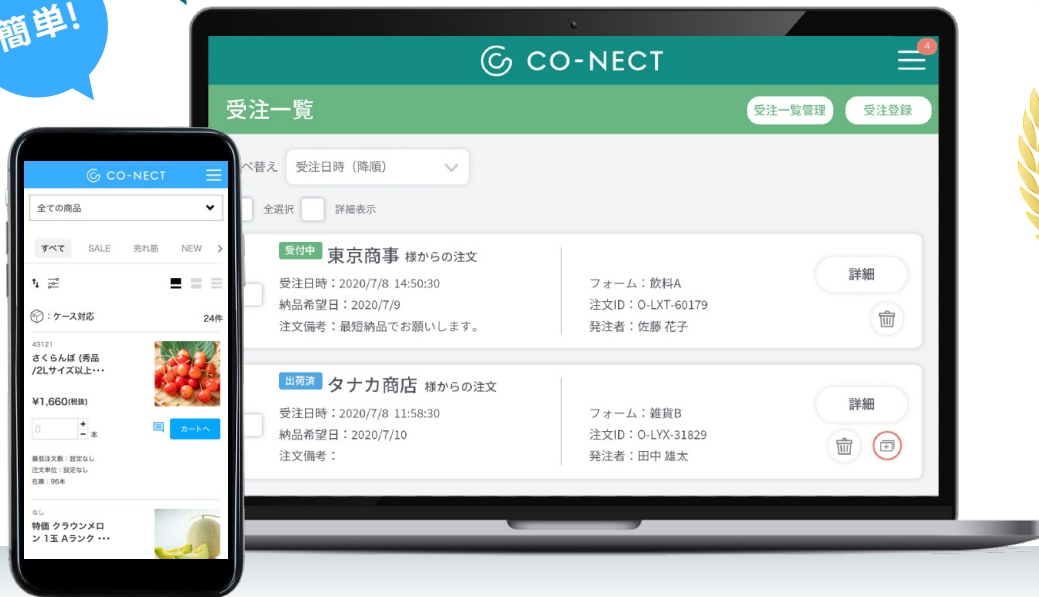 簡単!
CO-NECT
4
受注一覧
受注一覧管理
受注登録
べ替え
受注日時（降順）
全選択
詳細表示
受付中 東京商事 様からの注文
受注日時：2020/7/8 14:50:30
納品希望日：2020/7/9
注文備考：最短納品でお願いします。
フォーム：飲料A
注文ID：O-LXT-60179
発注者：佐藤 花子
詳細
出荷済 タナカ商店 様からの注文
受注日時：2020/7/8 11:58:30
納品希望日：2020/7/10
注文備考：
フォーム：雑貨B
注文ID：O-LYX-31829
発注者：田中 雄太
詳細
CO-NECT
全ての商品
すべて SALE 売れ筋 NEW
：ケース対応
24件
43121
さくらんぼ (秀品
/2Lサイズ以上･･･
¥1,660(税抜)
0 + - 本
カートへ
最低注文数：設定なし
注文単位：設定なし
在庫：96本
なし
特価 クラウンメロ
ン 1玉 Aランク ･･･